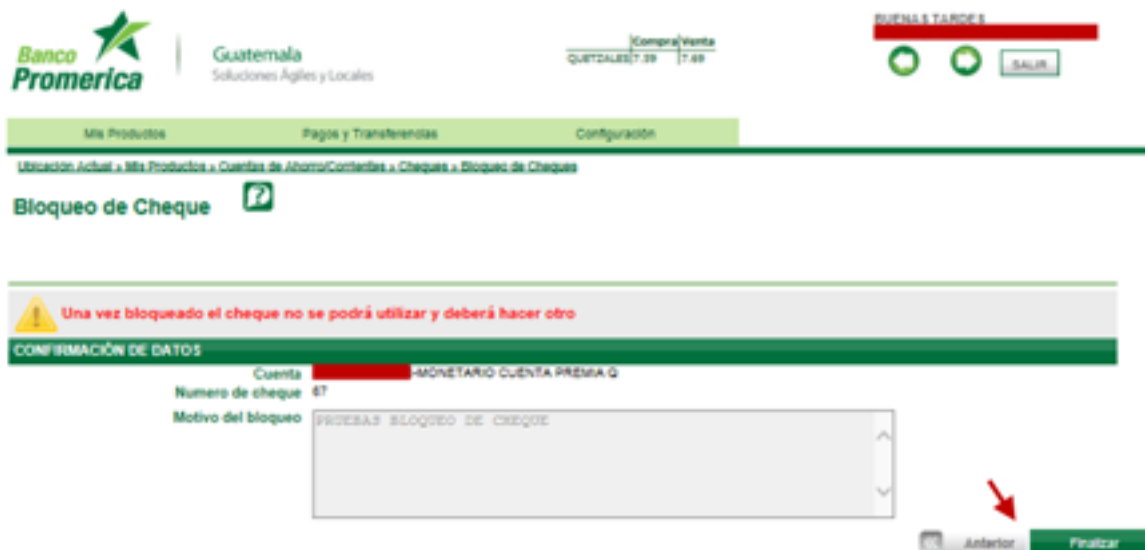 BUENAS TARDES
Banco
Promerica
Guatemala
Soluciones Ágiles y Locales
Compra Venta
QUETZALES 7.59 7.69
SALIR
Mis Productos Pagos y Transferencias Configuración
Ubicación Actual » Mis Productos » Cuentas de Ahorro/Corrientes » Cheques » Bloqueo de Cheques
Bloqueo de Cheque ?
Una vez bloqueado el cheque no se podrá utilizar y deberá hacer otro
CONFIRMACIÓN DE DATOS
Cuenta -MONETARIO CUENTA PREMIA Q
Numero de cheque 67
Motivo del bloqueo PRUEBAS BLOQUEO DE CHEQUE
Anterior Finalizar